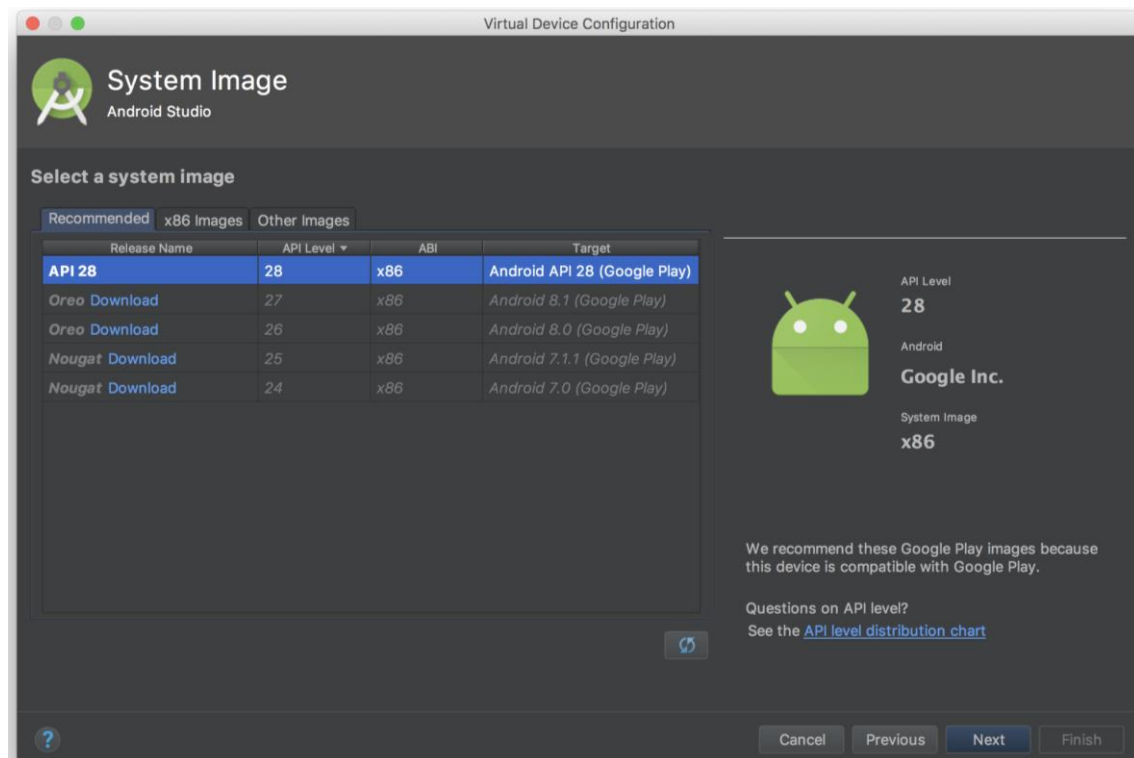 Virtual Device Configuration
System Image
Android Studio
Select a system image
Recommended x86 Images Other Images
Release Name API Level ABI Target
API 28 28 x86 Android API 28 (Google Play)
Oreo Download 27 x86 Android 8.1 (Google Play)
Oreo Download 26 x86 Android 8.0 (Google Play)
Nougat Download 25 x86 Android 7.1.1 (Google Play)
Nougat Download 24 x86 Android 7.0 (Google Play)
API Level
28
Android
Google Inc.
System Image
x86
We recommend these Google Play images because
this device is compatible with Google Play.
Questions on API level?
See the API level distribution chart
? Cancel Previous Next Finish